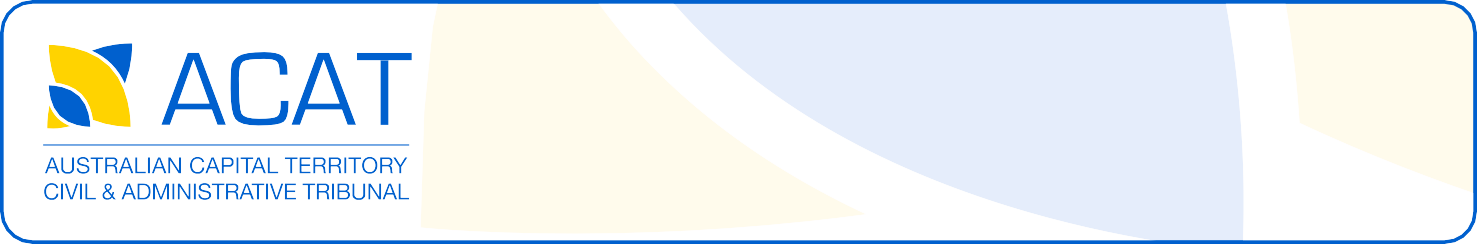 ACAT
AUSTRALIAN CAPITAL TERRITORY
CIVIL & ADMINISTRATIVE TRIBUNAL